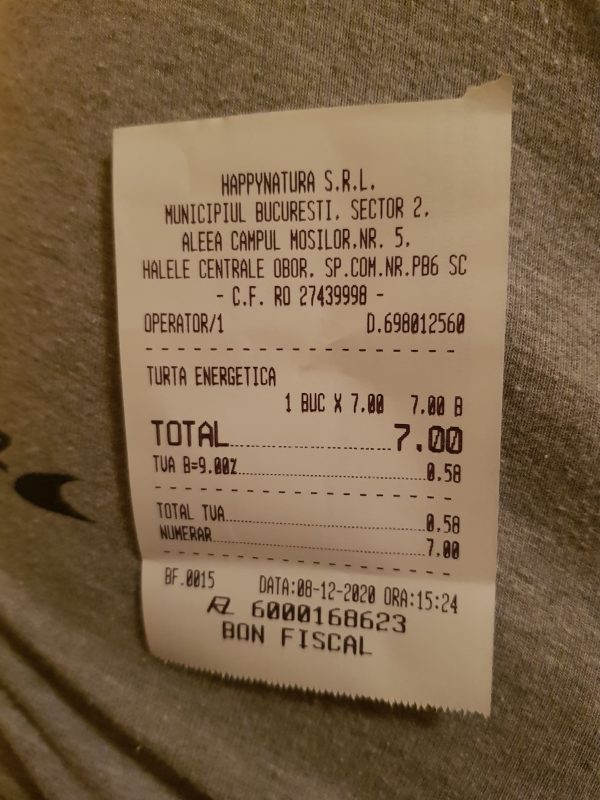 HAPPYNATURA S.R.L.
MUNICIPIUL BUCURESTI, SECTOR 2,
ALEEA CAMPUL MOSILOR,NR. 5,
HALELE CENTRALE OBOR, SP.COM.NR.PB6 SC
- C.F. RO 27439998 -
OPERATOR/1 D.698012560
TURTA ENERGETICA
1 BUC X 7.00 7.00 B
TOTAL 7.00
TVA B=9.00% 0.58
TOTAL TVA 0.58
NUMERAR 7.00
BF.0015 DATA:08-12-2020 ORA:15:24
6000168623
BON FISCAL